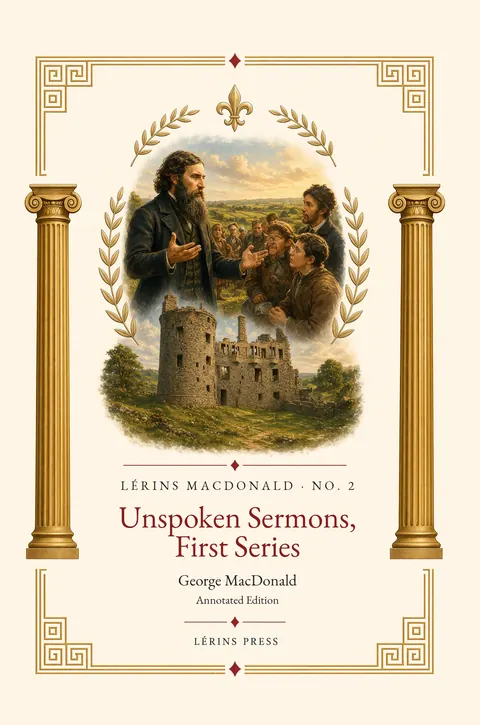 LÉRINS MACDONALD · NO. 2
Unspoken Sermons,
First Series
George MacDonald
Annotated Edition
LÉRINS PRESS